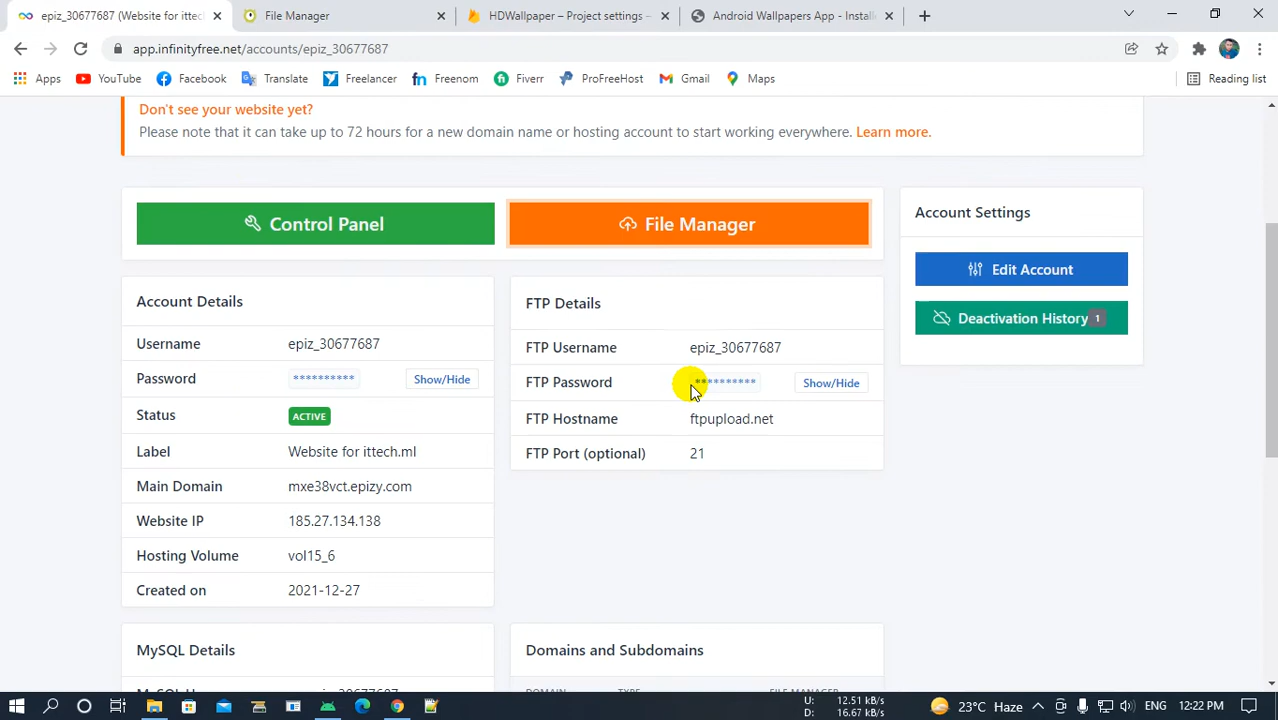 epiz_30677687 (Website for ittech
File Manager
HDWallpaper – Project settings –
Android Wallpapers App - Install
app.infinityfree.net/accounts/epiz_30677687
Apps YouTube Facebook Translate Freelancer Freenom Fiverr ProFreeHost Gmail Maps Reading list
Don't see your website yet?
Please note that it can take up to 72 hours for a new domain name or hosting account to start working everywhere. Learn more.
Control Panel
File Manager
Account Settings
Edit Account
Deactivation History 1
Account Details
Username epiz_30677687
Password ********** Show/Hide
Status ACTIVE
Label Website for ittech.ml
Main Domain mxe38vct.epizy.com
Website IP 185.27.134.138
Hosting Volume vol15_6
Created on 2021-12-27
FTP Details
FTP Username epiz_30677687
FTP Password ********** Show/Hide
FTP Hostname ftpupload.net
FTP Port (optional) 21
MySQL Details
Domains and Subdomains
DOMAIN TYPE FILE MANAGER
U: 12.51 kB/s
D: 16.67 kB/s
23°C Haze
ENG
12:22 PM